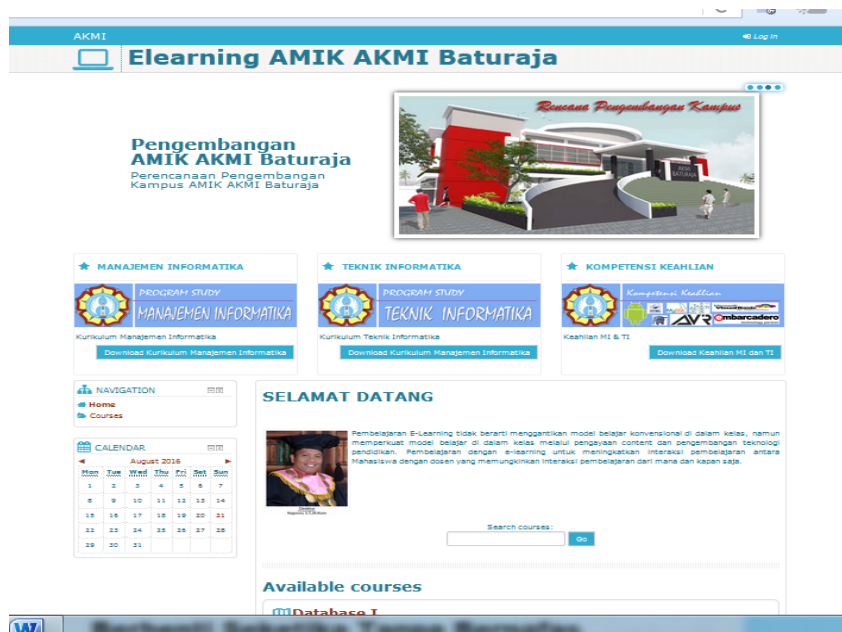 AKMI
Log in
Elearning AMIK AKMI Baturaja
Rencana Pengembangan Kampus
Pengembangan
AMIK AKMI Baturaja
Perencanaan Pengembangan
Kampus AMIK AKMI Baturaja
AKMI
BATURAJA
MANAJEMEN INFORMATIKA
TEKNIK INFORMATIKA
KOMPETENSI KEAHLIAN
PROGRAM STUDY
MANAJEMEN INFORMATIKA
PROGRAM STUDY
TEKNIK INFORMATIKA
Kompetensi Keahlian
AVR
Embarcadero
Kurikulum Manajemen Informatika
Kurikulum Teknik Informatika
Keahlian MI & TI
Download Kurikulum Manajemen Informatika
Download Kurikulum Manajemen Informatika
Download Keahlian MI dan TI
NAVIGATION
Home
Courses
CALENDAR
August 2016
Mon Tue Wed Thu Fri Sat Sun
1 2 3 4 5 6 7
8 9 10 11 12 13 14
15 16 17 18 19 20 21
22 23 24 25 26 27 28
29 30 31
SELAMAT DATANG
Pembelajaran E-Learning tidak berarti menggantikan model belajar konvensional di dalam kelas, namun
memperkuat model belajar di dalam kelas melalui pengayaan content dan pengembangan teknologi
pendidikan. Pembelajaran dengan e-learning untuk meningkatkan interaksi pembelajaran antara
Mahasiswa dengan dosen yang memungkinkan interaksi pembelajaran dari mana dan kapan saja.
Search courses:
Go
Available courses
Database I
W
Berhenti Seketika Tanpa Bernafas